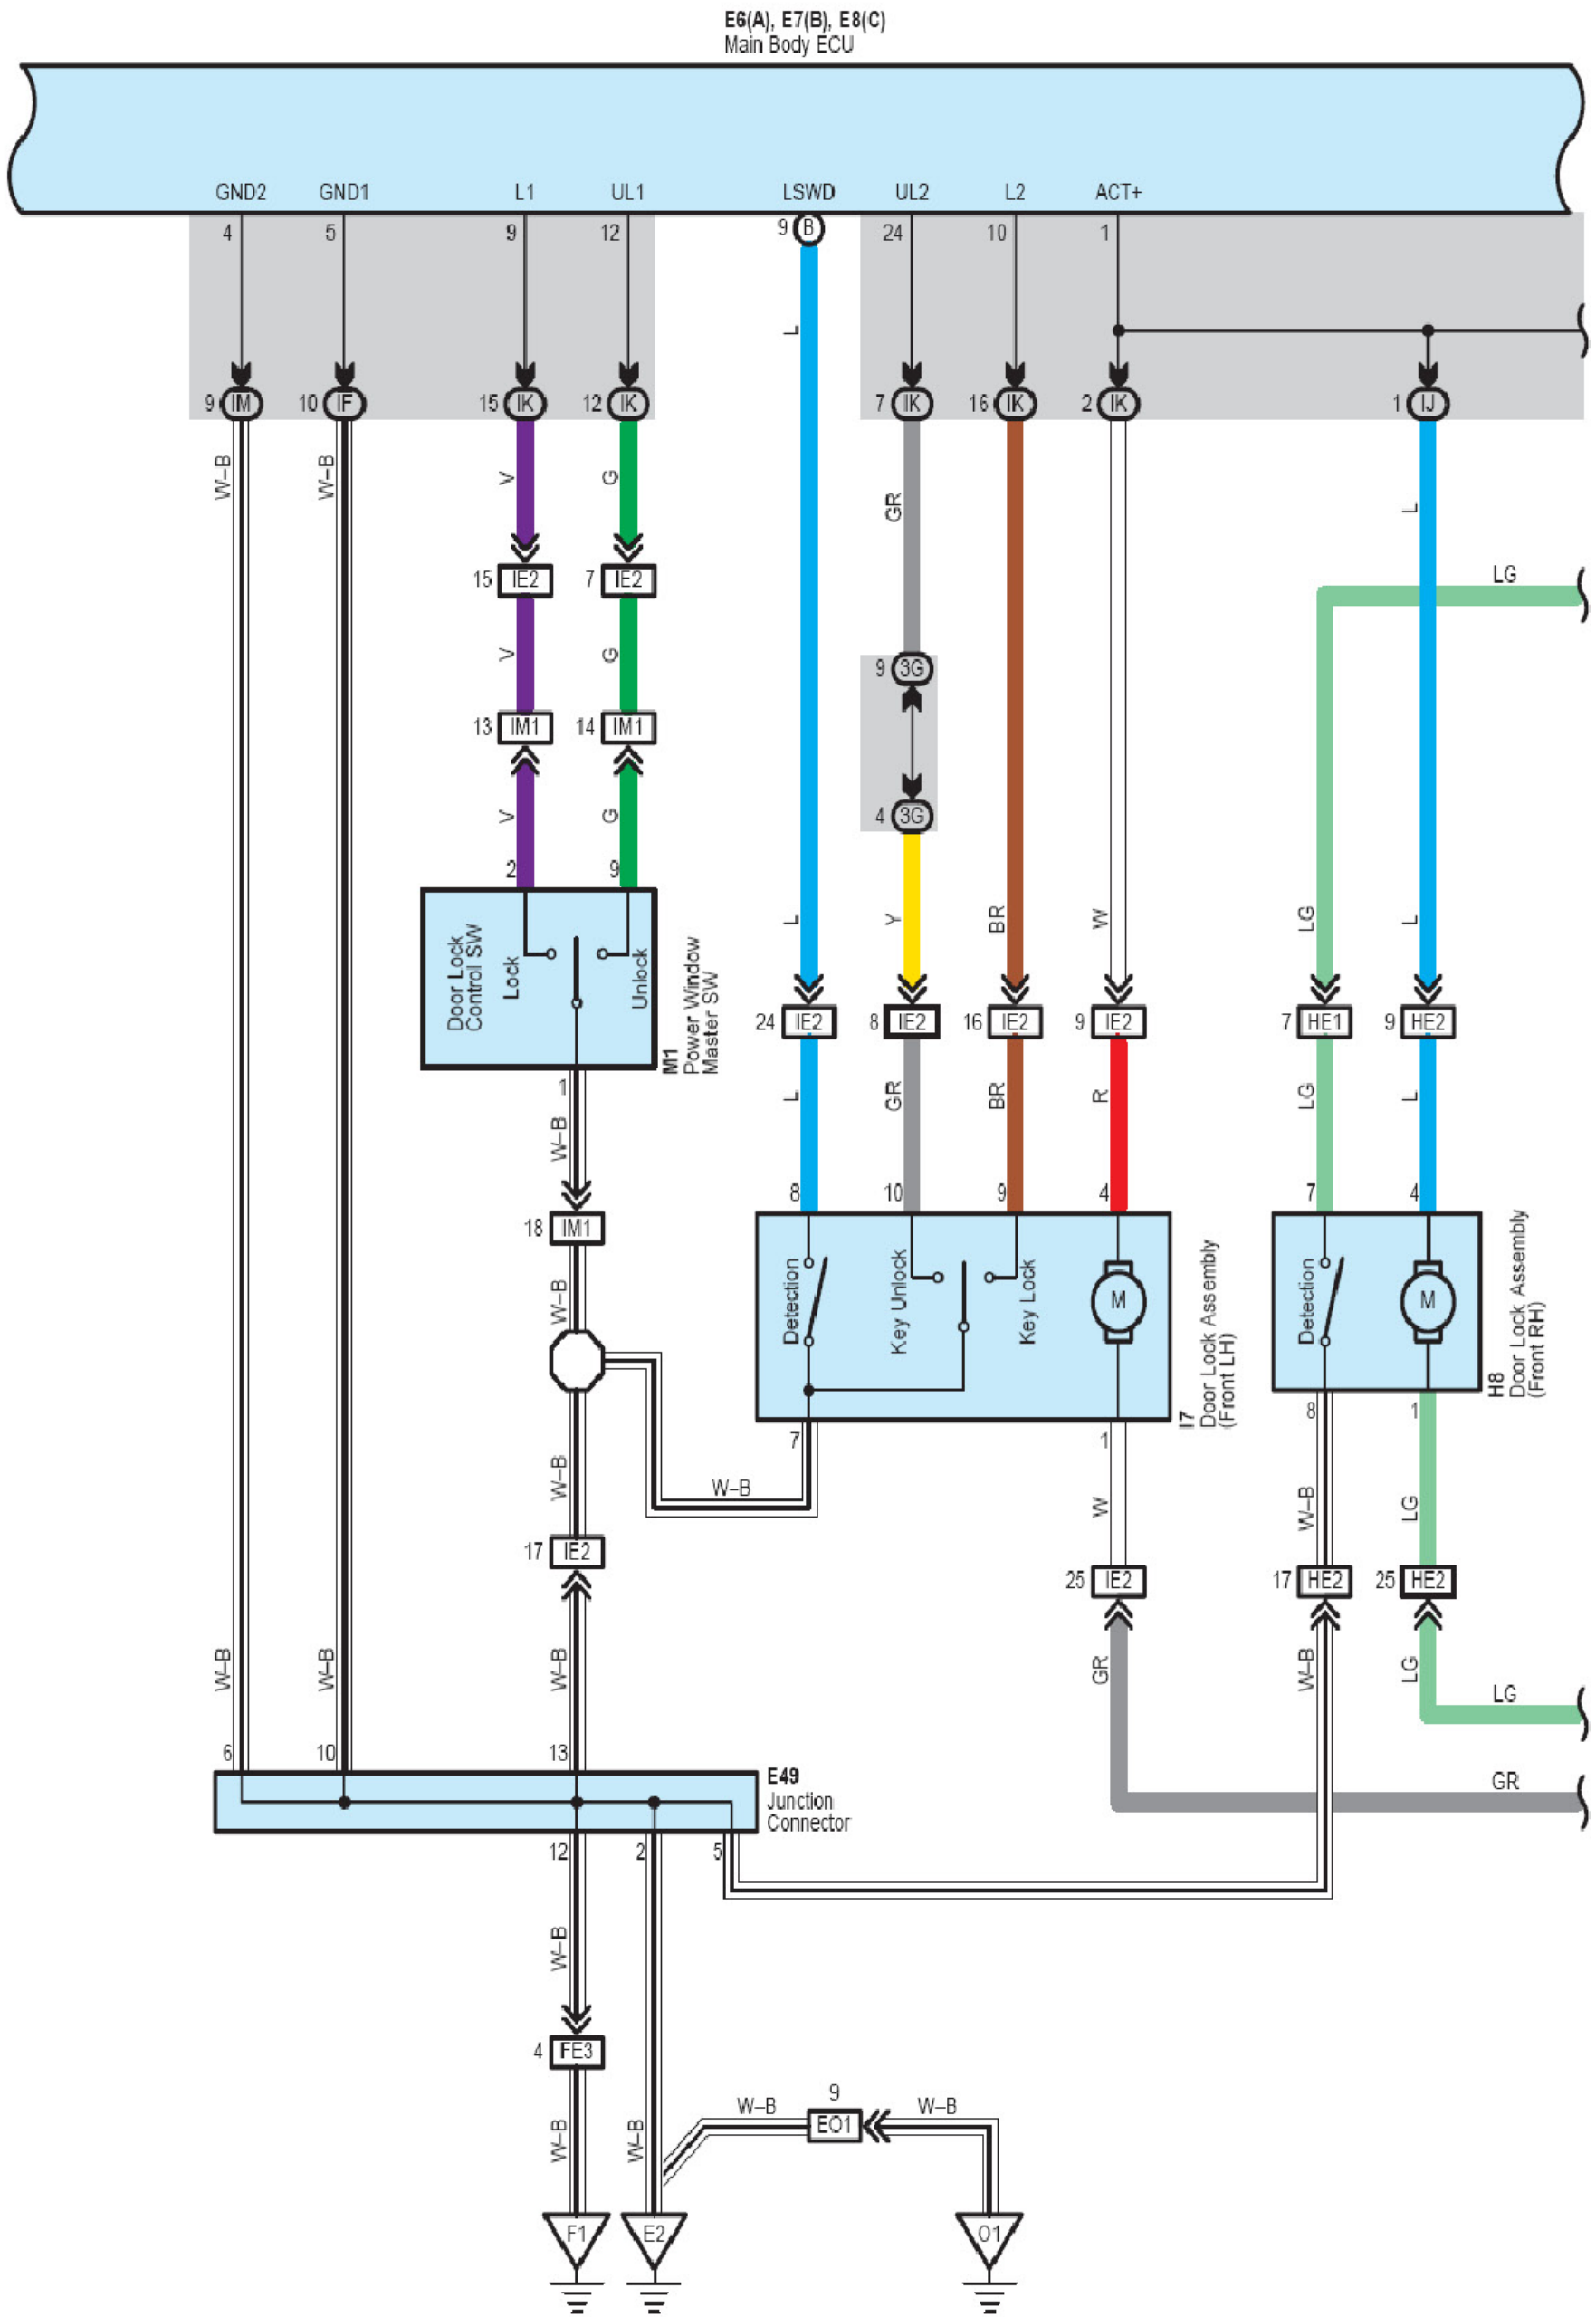 E6(A), E7(B), E8(C)
Main Body ECU
GND2 GND1 L1 UL1 LSWD UL2 L2 ACT+
4 5 9 12 9 B 24 10 1
L
9 IM 10 IF 15 IK 12 IK 7 IK 16 IK 2 IK 1 IJ
W–B W–B V G GR L
15 IE2 7 IE2 LG
V G 9 3G
13 IM1 14 IM1
V G 4 3G
2 9
L Y BR W LG L
Door Lock
Control SW
Lock
Unlock
M1
Power Window
Master SW
24 IE2 8 IE2 16 IE2 9 IE2 7 HE1 9 HE2
1
W–B L GR BR R LG L
8 10 9 4 7 4
18 IM1
W–B
Detection
Key Unlock
Key Lock
M
I7
Door Lock Assembly
(Front LH)
Detection
M
H8
Door Lock Assembly
(Front RH)
7 1 8 1
W–B W–B W W–B LG
17 IE2 25 IE2 17 HE2 25 HE2
W–B W–B W–B GR W–B LG LG
6 10 13
E49
Junction
Connector
GR
12 2 5
W–B
4 FE3
W–B W–B W–B 9 EO1 W–B
F1 E2 O1